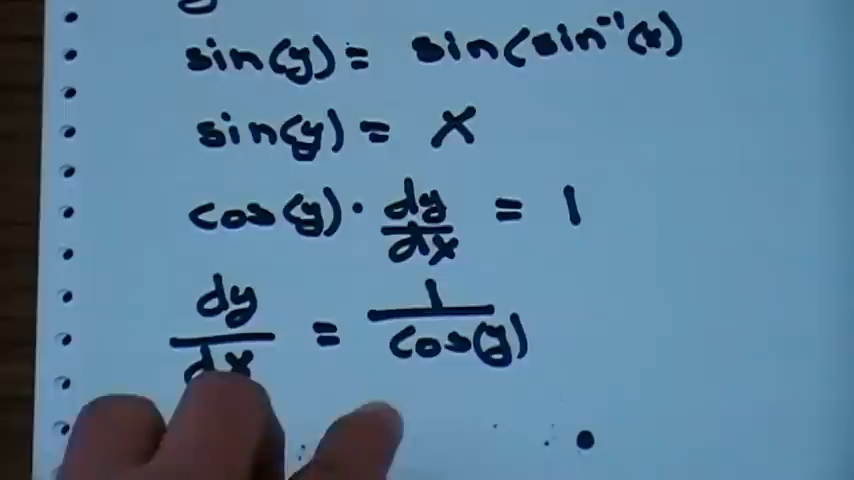 sin(y) = sin(sin⁻¹(x)
sin(y) = x
cos(y) · dy/dx = 1
dy/dx = 1/cos(y)